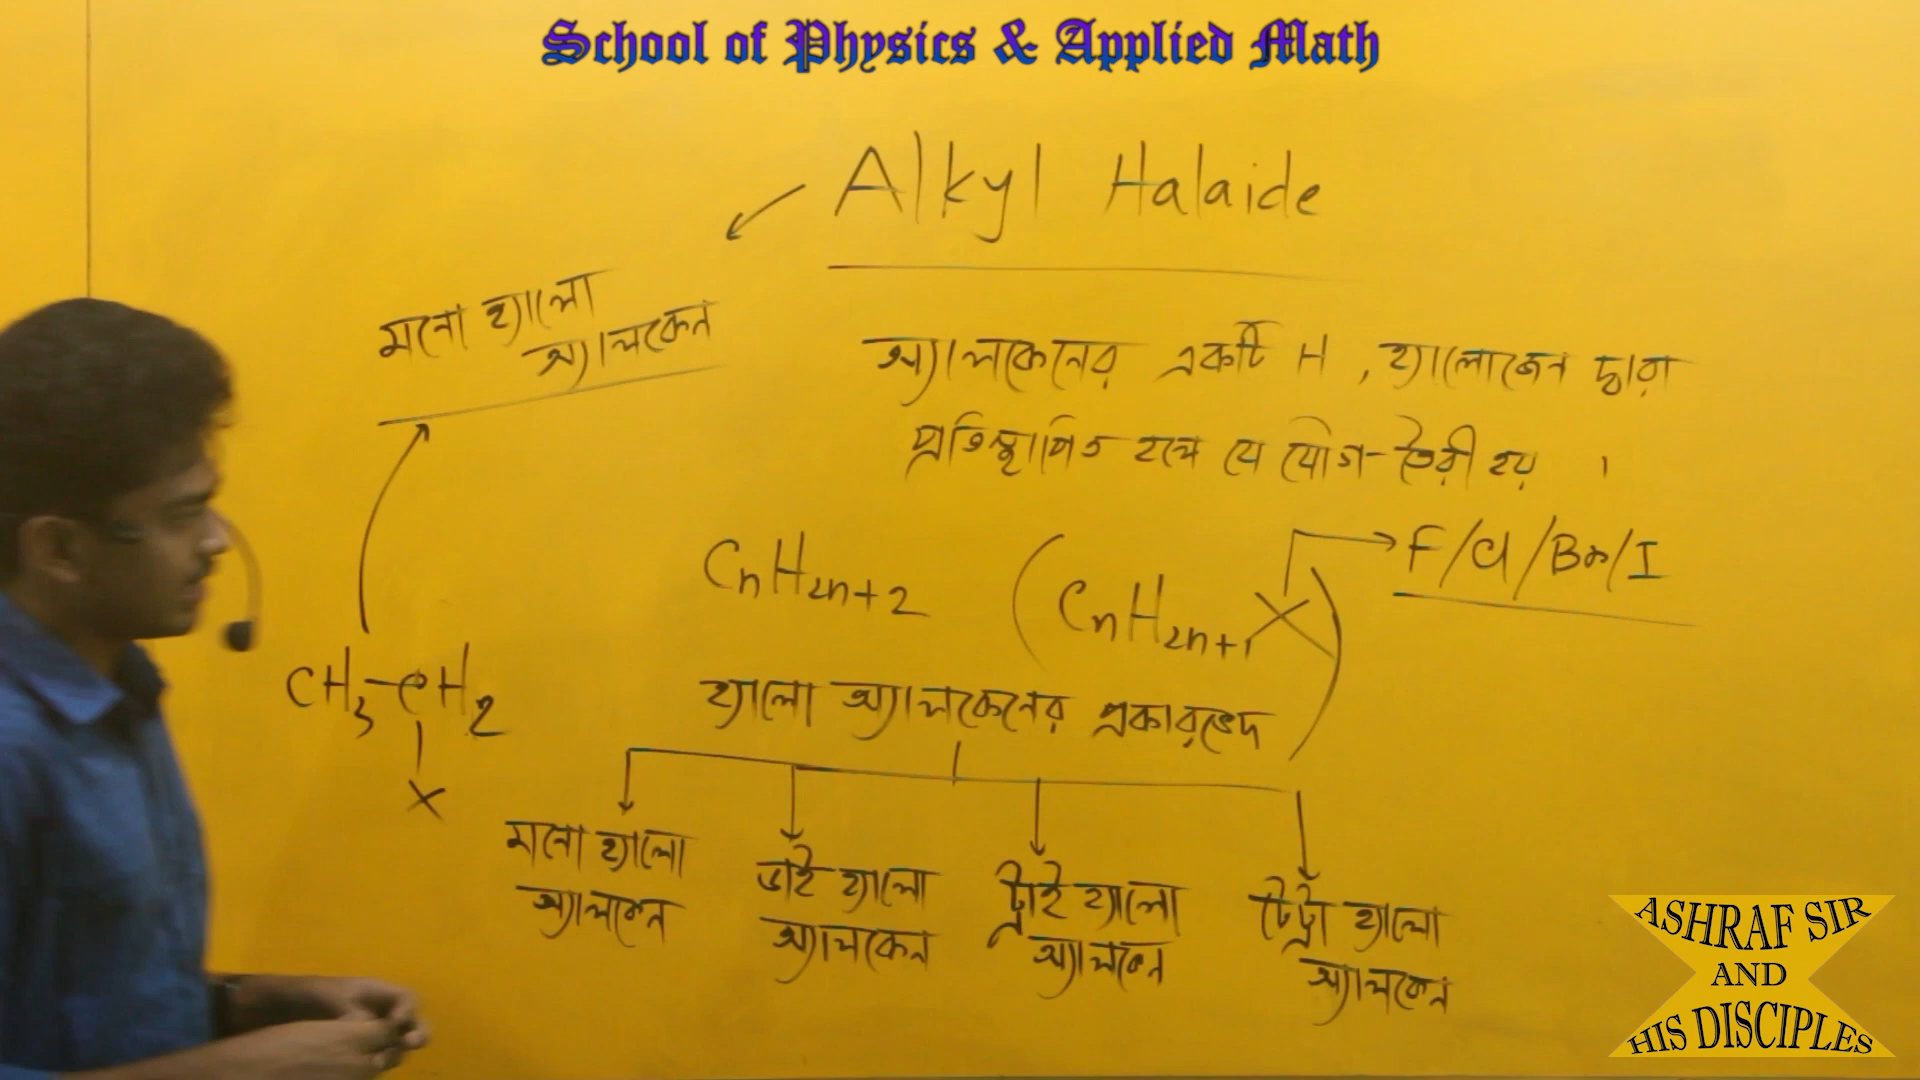 School of Physics & Applied Math
Alkyl Halaide
মনো হ্যালো
অ্যালকেন
অ্যালকেনের একটি H, হ্যালোজেন দ্বারা
প্রতিস্থাপিত হলে যে যৌগ তৈরী হয় ।
CnH2n+2 (CnH2n+1X) F/Cl/Br/I
CH3-CH2
X
হ্যালো অ্যালকেনের প্রকারভেদ
মনো হ্যালো
অ্যালকেন
ডাই হ্যালো
অ্যালকেন
ট্রাই হ্যালো
অ্যালকেন
টেট্রা হ্যালো
অ্যালকেন
ASHRAF SIR
AND
HIS DISCIPLES